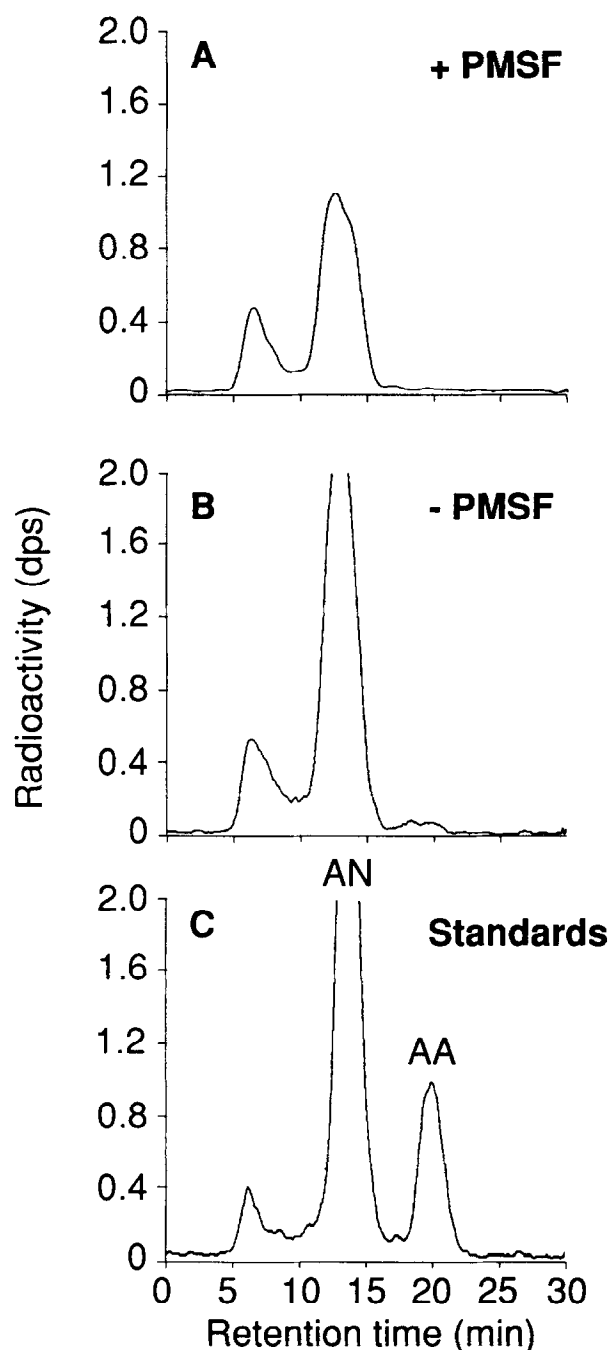 2.0 A + PMSF
1.6
1.2
0.8
0.4
0
2.0 B - PMSF
1.6
1.2
0.8
0.4
0
Radioactivity (dps)
AN
2.0 C Standards
1.6
1.2 AA
0.8
0.4
0
0 5 10 15 20 25 30
Retention time (min)